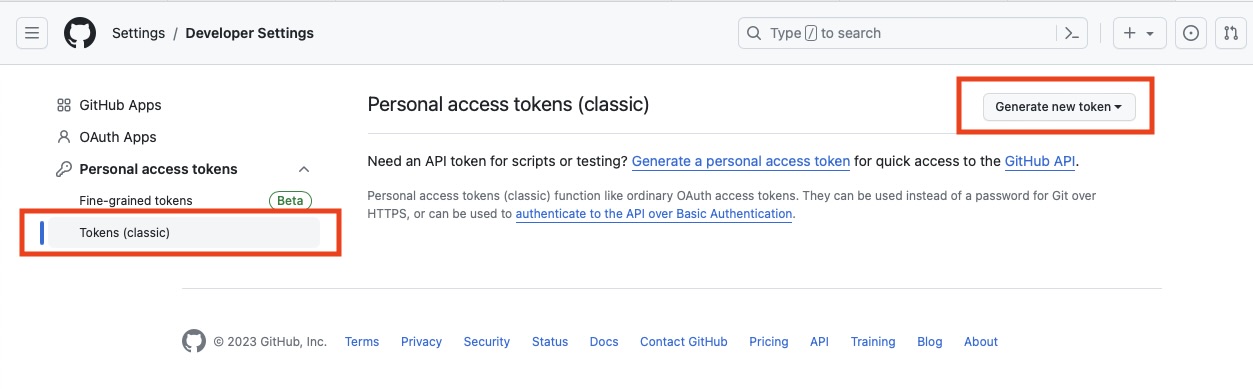 Settings / Developer Settings
Type / to search
GitHub Apps
OAuth Apps
Personal access tokens
Fine-grained tokens Beta
Tokens (classic)
Personal access tokens (classic)
Generate new token
Need an API token for scripts or testing? Generate a personal access token for quick access to the GitHub API.
Personal access tokens (classic) function like ordinary OAuth access tokens. They can be used instead of a password for Git over
HTTPS, or can be used to authenticate to the API over Basic Authentication.
© 2023 GitHub, Inc. Terms Privacy Security Status Docs Contact GitHub Pricing API Training Blog About